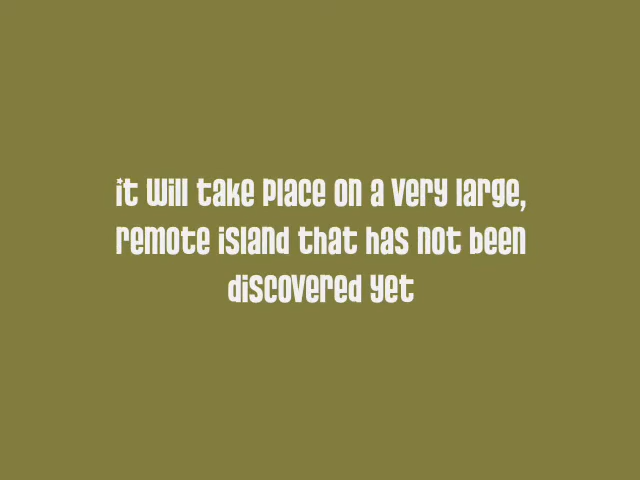 it will take place on a very large,
remote island that has not been
discovered yet